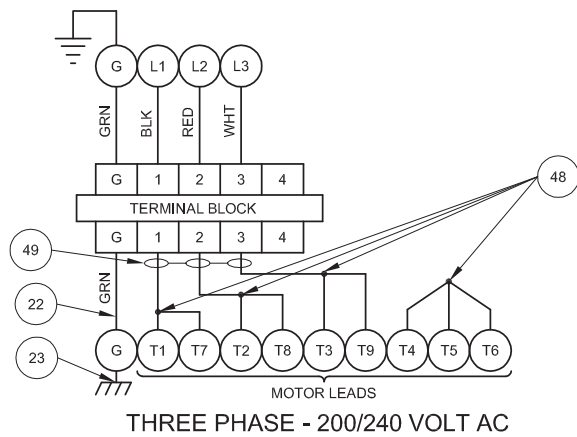 G L1 L2 L3
GRN BLK RED WHT
G 1 2 3 4
TERMINAL BLOCK
G 1 2 3 4
48
49
GRN
22
23
G T1 T7 T2 T8 T3 T9 T4 T5 T6
MOTOR LEADS
THREE PHASE - 200/240 VOLT AC